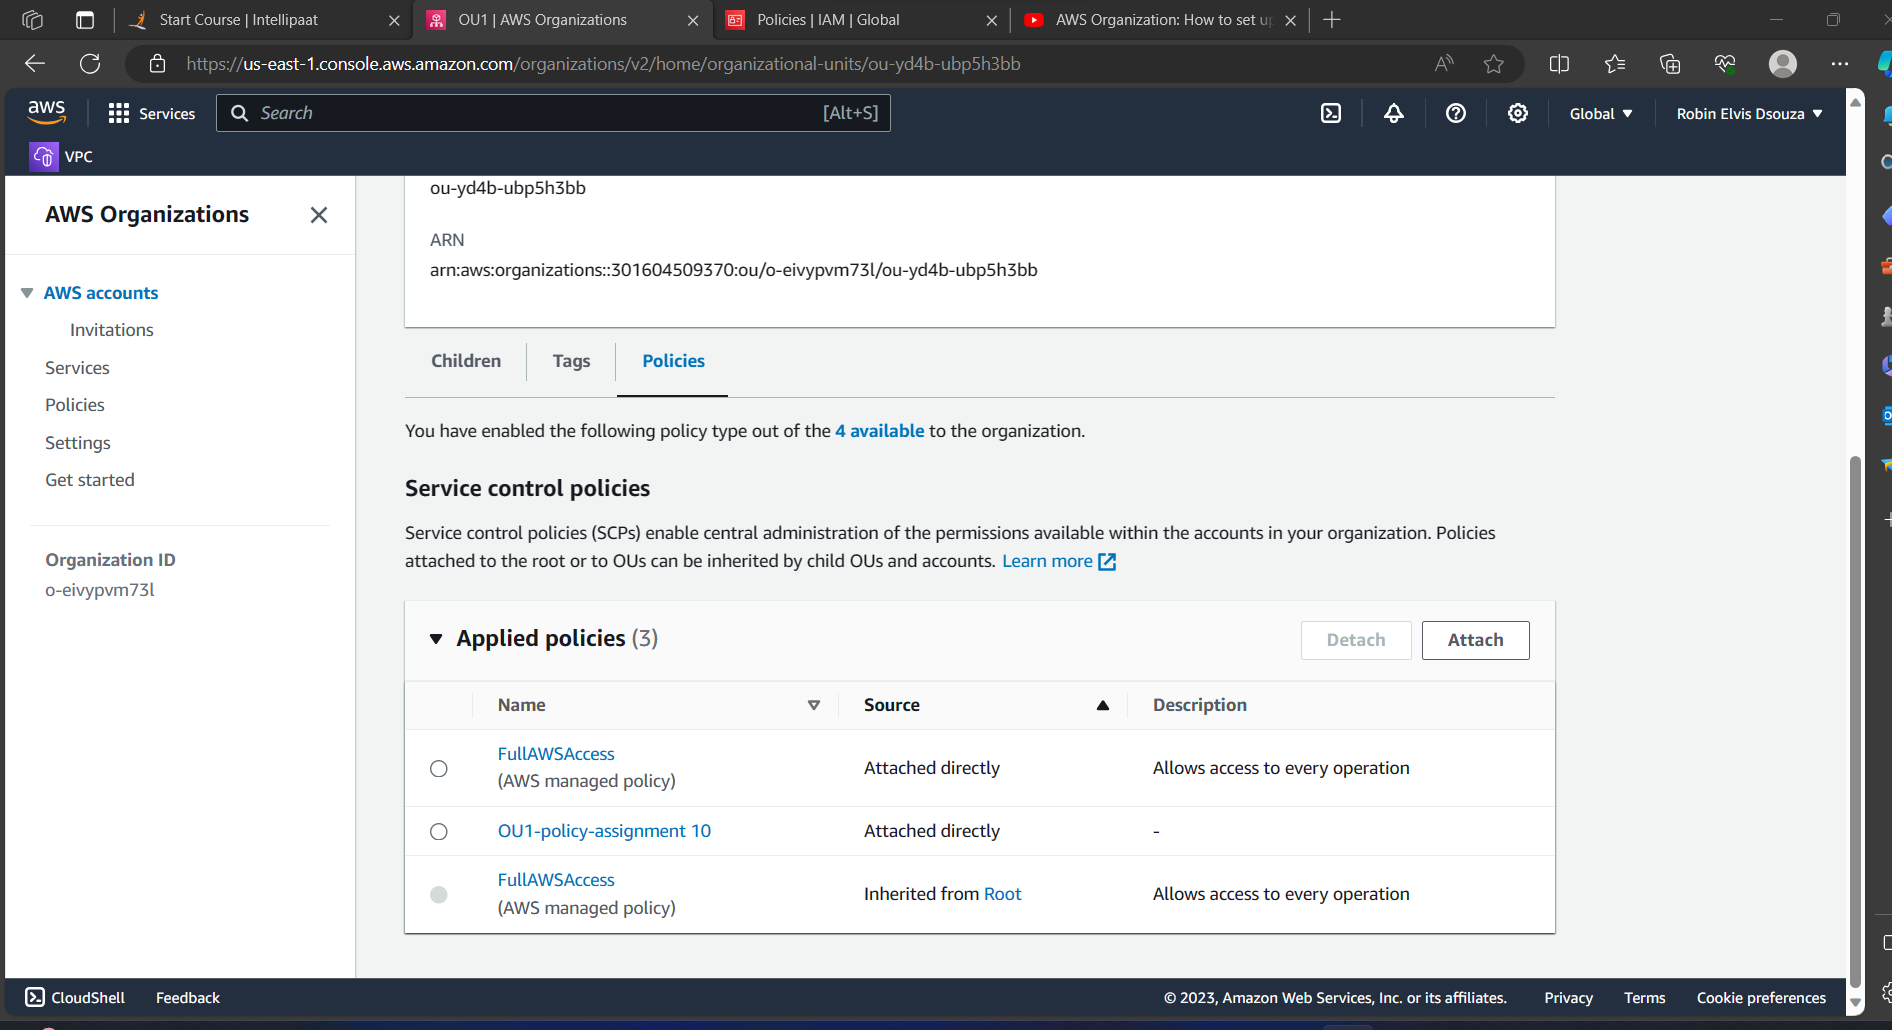 Start Course | Intellipaat
OU1 | AWS Organizations
Policies | IAM | Global
AWS Organization: How to set u
https://us-east-1.console.aws.amazon.com/organizations/v2/home/organizational-units/ou-yd4b-ubp5h3bb
aws
Services
Search
[Alt+S]
Global
Robin Elvis Dsouza
VPC
AWS Organizations
AWS accounts
Invitations
Services
Policies
Settings
Get started
Organization ID
o-eivypvm73l
ou-yd4b-ubp5h3bb
ARN
arn:aws:organizations::301604509370:ou/o-eivypvm73l/ou-yd4b-ubp5h3bb
Children
Tags
Policies
You have enabled the following policy type out of the 4 available to the organization.
Service control policies
Service control policies (SCPs) enable central administration of the permissions available within the accounts in your organization. Policies
attached to the root or to OUs can be inherited by child OUs and accounts. Learn more
Applied policies (3)
Detach
Attach
Name
Source
Description
FullAWSAccess
(AWS managed policy)
Attached directly
Allows access to every operation
OU1-policy-assignment 10
Attached directly
-
FullAWSAccess
(AWS managed policy)
Inherited from Root
Allows access to every operation
CloudShell
Feedback
© 2023, Amazon Web Services, Inc. or its affiliates.
Privacy
Terms
Cookie preferences